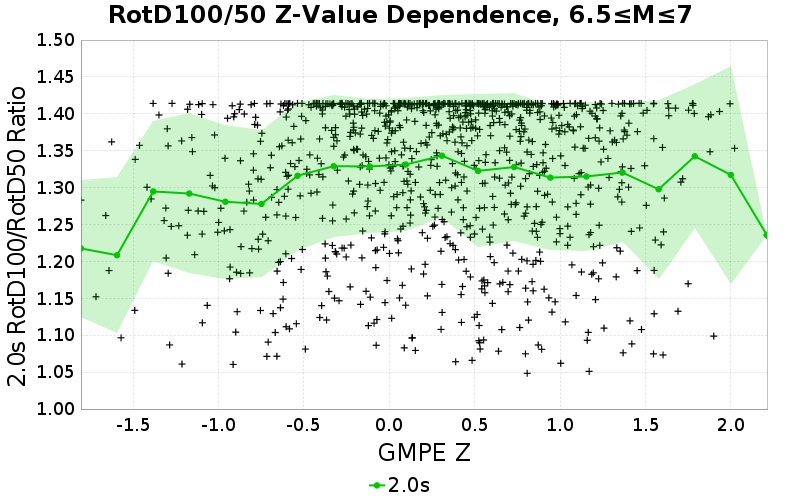 RotD100/50 Z-Value Dependence, 6.5≤M≤7
2.0s RotD100/RotD50 Ratio
1.50
1.45
1.40
1.35
1.30
1.25
1.20
1.15
1.10
1.05
1.00
-1.5 -1.0 -0.5 0.0 0.5 1.0 1.5 2.0
GMPE Z
2.0s